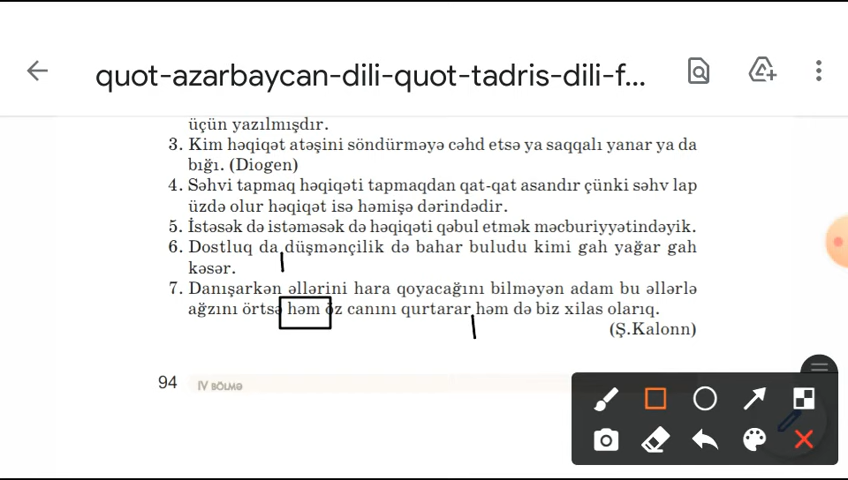 quot-azarbaycan-dili-quot-tadris-dili-f...
üçün yazılmışdır.
3. Kim həqiqət atəşini söndürməyə cəhd etsə ya saqqalı yanar ya da
bığı. (Diogen)
4. Səhvi tapmaq həqiqəti tapmaqdan qat-qat asandır çünki səhv lap
üzdə olur həqiqət isə həmişə dərindədir.
5. İstəsək də istəməsək də həqiqəti qəbul etmək məcburiyyətindəyik.
6. Dostluq da düşmənçilik də bahar buludu kimi gah yağar gah
kəsər.
7. Danışarkən əllərini hara qoyacağını bilməyən adam bu əllərlə
ağzını örtsə həm öz canını qurtarar həm də biz xilas olarıq.
(Ş.Kalonn)
94 IV BÖLMƏ